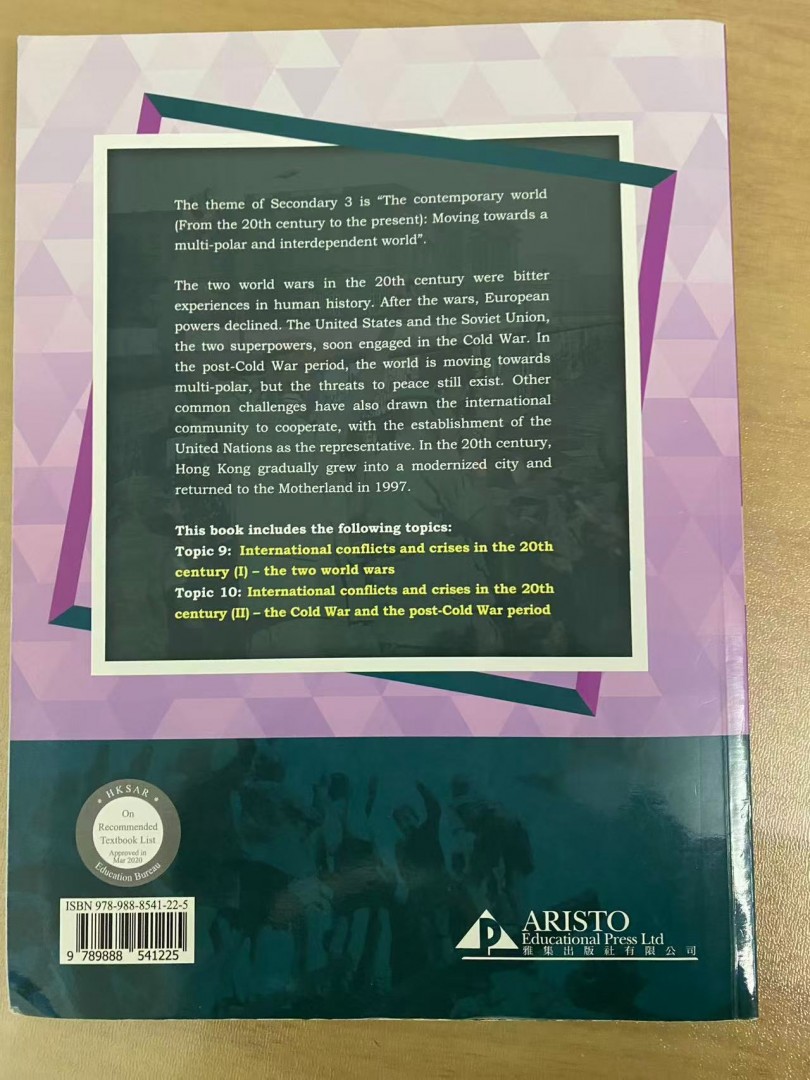 The theme of Secondary 3 is “The contemporary world
(From the 20th century to the present): Moving towards a
multi-polar and interdependent world”.
The two world wars in the 20th century were bitter
experiences in human history. After the wars, European
powers declined. The United States and the Soviet Union,
the two superpowers, soon engaged in the Cold War. In
the post-Cold War period, the world is moving towards
multi-polar, but the threats to peace still exist. Other
common challenges have also drawn the international
community to cooperate, with the establishment of the
United Nations as the representative. In the 20th century,
Hong Kong gradually grew into a modernized city and
returned to the Motherland in 1997.
This book includes the following topics:
Topic 9: International conflicts and crises in the 20th
century (I) – the two world wars
Topic 10: International conflicts and crises in the 20th
century (II) – the Cold War and the post-Cold War period
HKSAR
On
Recommended
Textbook List
Approved in
Mar 2020
Education Bureau
ISBN 978-988-8541-22-5
9 789888 541225
ARISTO
Educational Press Ltd
雅集出版社有限公司